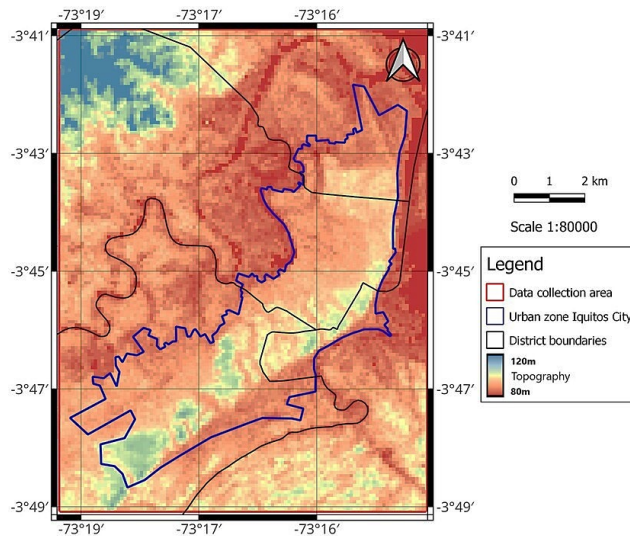 -73°19′ -73°17′ -73°16′
-3°41′ -3°41′
-3°43′ -3°43′
0 1 2 km
Scale 1:80000
-3°45′ -3°45′
Legend
Data collection area
Urban zone Iquitos City
District boundaries
120m
Topography
80m
-3°47′ -3°47′
-3°49′ -3°49′
-73°19′ -73°17′ -73°16′